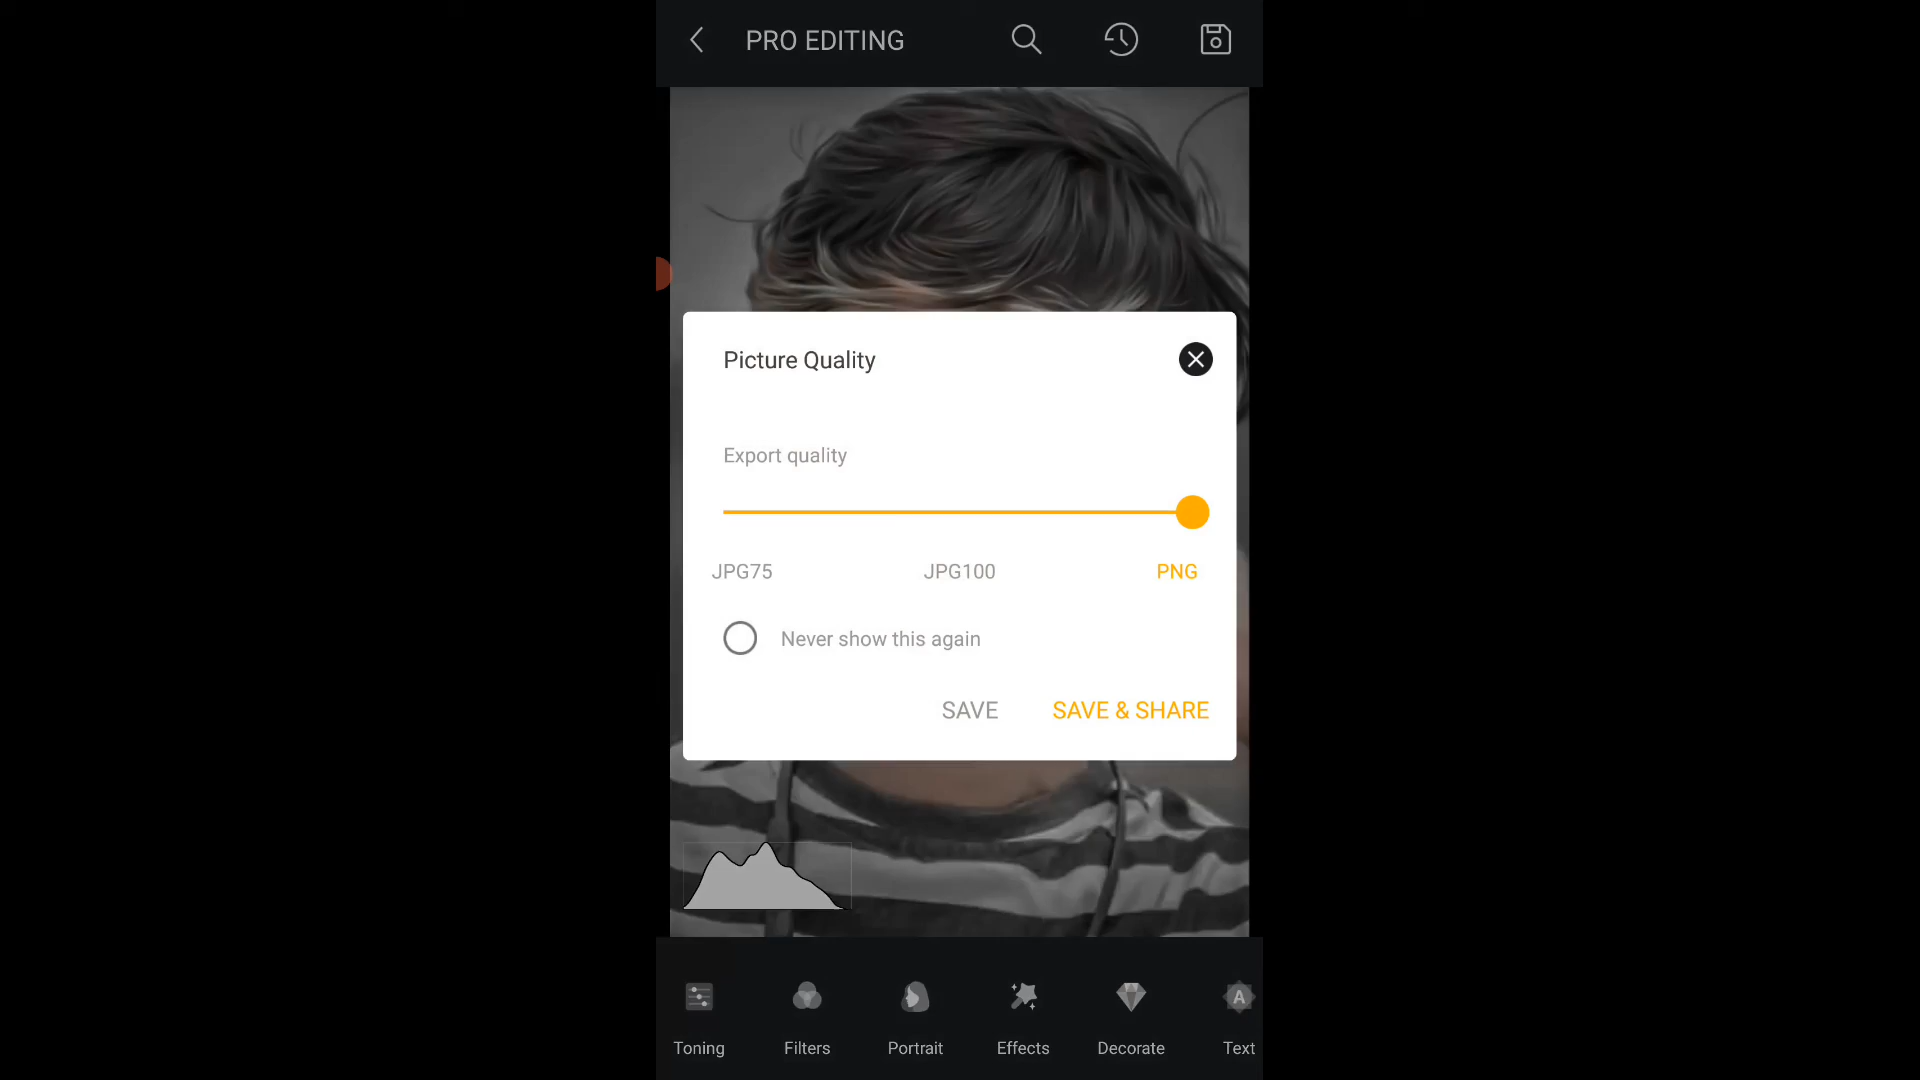 PRO EDITING
Picture Quality
Export quality
JPG75 JPG100 PNG
Never show this again
SAVE SAVE & SHARE
A
Toning Filters Portrait Effects Decorate Text